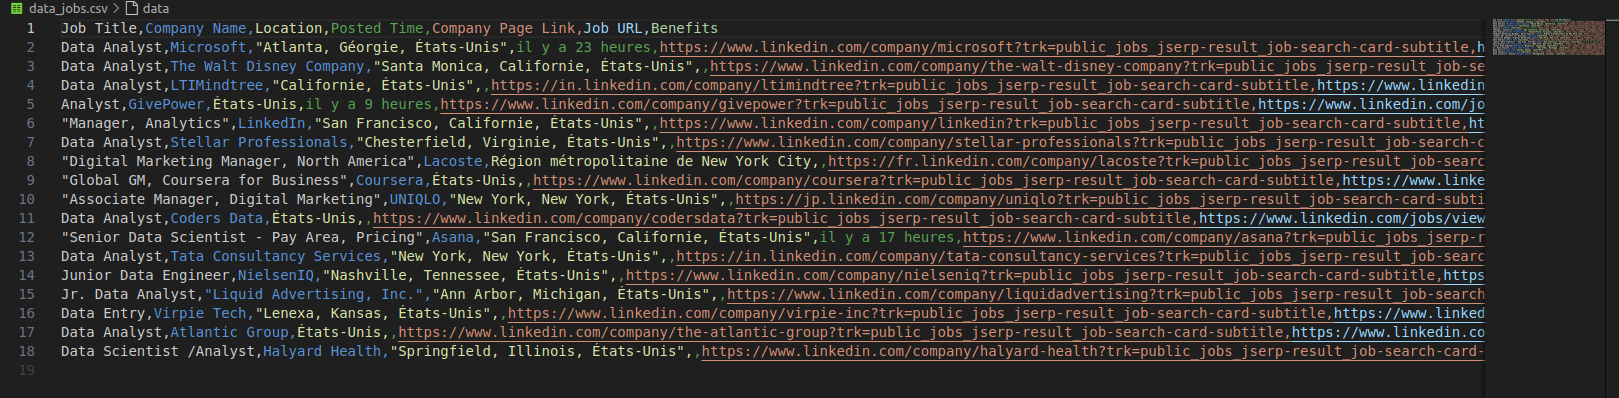 data_jobs.csv > data
1 Job Title,Company Name,Location,Posted Time,Company Page Link,Job URL,Benefits
2 Data Analyst,Microsoft,"Atlanta, Géorgie, États-Unis",il y a 23 heures,https://www.linkedin.com/company/microsoft?trk=public_jobs_jserp-result_job-search-card-subtitle,h
3 Data Analyst,The Walt Disney Company,"Santa Monica, Californie, États-Unis",,https://www.linkedin.com/company/the-walt-disney-company?trk=public_jobs_jserp-result_job-se
4 Data Analyst,LTIMindtree,"Californie, États-Unis",,https://in.linkedin.com/company/ltimindtree?trk=public_jobs_jserp-result_job-search-card-subtitle,https://www.linkedin
5 Analyst,GivePower,États-Unis,il y a 9 heures,https://www.linkedin.com/company/givepower?trk=public_jobs_jserp-result_job-search-card-subtitle,https://www.linkedin.com/jo
6 "Manager, Analytics",LinkedIn,"San Francisco, Californie, États-Unis",,https://www.linkedin.com/company/linkedin?trk=public_jobs_jserp-result_job-search-card-subtitle,ht
7 Data Analyst,Stellar Professionals,"Chesterfield, Virginie, États-Unis",,https://www.linkedin.com/company/stellar-professionals?trk=public_jobs_jserp-result_job-search-c
8 "Digital Marketing Manager, North America",Lacoste,Région métropolitaine de New York City,,https://fr.linkedin.com/company/lacoste?trk=public_jobs_jserp-result_job-searc
9 "Global GM, Coursera for Business",Coursera,États-Unis,,https://www.linkedin.com/company/coursera?trk=public_jobs_jserp-result_job-search-card-subtitle,https://www.linke
10 "Associate Manager, Digital Marketing",UNIQLO,"New York, New York, États-Unis",,https://jp.linkedin.com/company/uniqlo?trk=public_jobs_jserp-result_job-search-card-subti
11 Data Analyst,Coders Data,États-Unis,,https://www.linkedin.com/company/codersdata?trk=public_jobs_jserp-result_job-search-card-subtitle,https://www.linkedin.com/jobs/view
12 "Senior Data Scientist - Pay Area, Pricing",Asana,"San Francisco, Californie, États-Unis",il y a 17 heures,https://www.linkedin.com/company/asana?trk=public_jobs_jserp-r
13 Data Analyst,Tata Consultancy Services,"New York, New York, États-Unis",,https://in.linkedin.com/company/tata-consultancy-services?trk=public_jobs_jserp-result_job-searc
14 Junior Data Engineer,NielsenIQ,"Nashville, Tennessee, États-Unis",,https://www.linkedin.com/company/nielseniq?trk=public_jobs_jserp-result_job-search-card-subtitle,https
15 Jr. Data Analyst,"Liquid Advertising, Inc.","Ann Arbor, Michigan, États-Unis",,https://www.linkedin.com/company/liquidadvertising?trk=public_jobs_jserp-result_job-search
16 Data Entry,Virpie Tech,"Lenexa, Kansas, États-Unis",,https://www.linkedin.com/company/virpie-inc?trk=public_jobs_jserp-result_job-search-card-subtitle,https://www.linked
17 Data Analyst,Atlantic Group,États-Unis,,https://www.linkedin.com/company/the-atlantic-group?trk=public_jobs_jserp-result_job-search-card-subtitle,https://www.linkedin.co
18 Data Scientist /Analyst,Halyard Health,"Springfield, Illinois, États-Unis",,https://www.linkedin.com/company/halyard-health?trk=public_jobs_jserp-result_job-search-card-
19